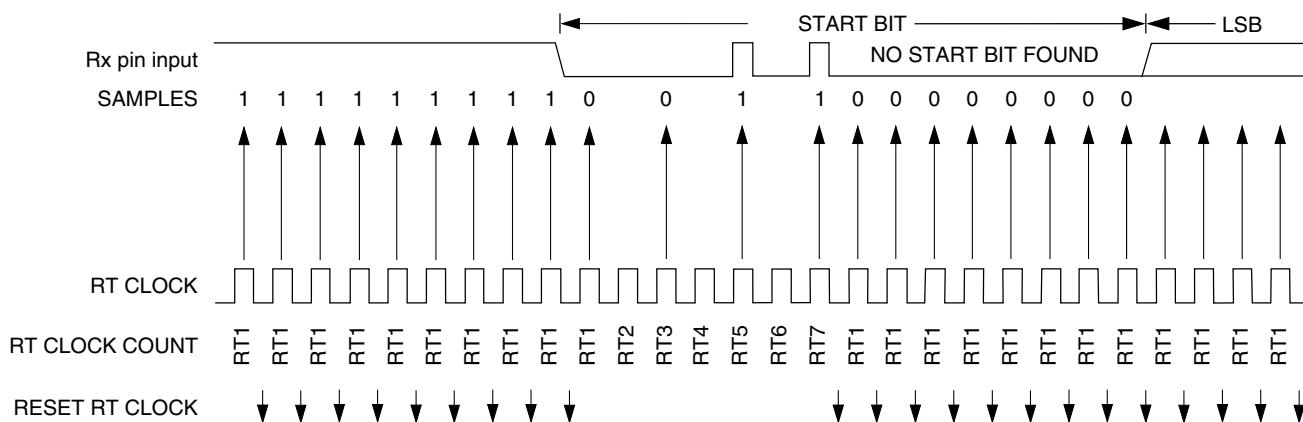 START BIT LSB
Rx pin input NO START BIT FOUND
SAMPLES 1 1 1 1 1 1 1 1 1 0 0 1 1 0 0 0 0 0 0 0 0
RT CLOCK
RT CLOCK COUNT RT1 RT1 RT1 RT1 RT1 RT1 RT1 RT1 RT1 RT1 RT2 RT3 RT4 RT5 RT6 RT7 RT1 RT1 RT1 RT1 RT1 RT1 RT1 RT1 RT1 RT1 RT1 RT1
RESET RT CLOCK